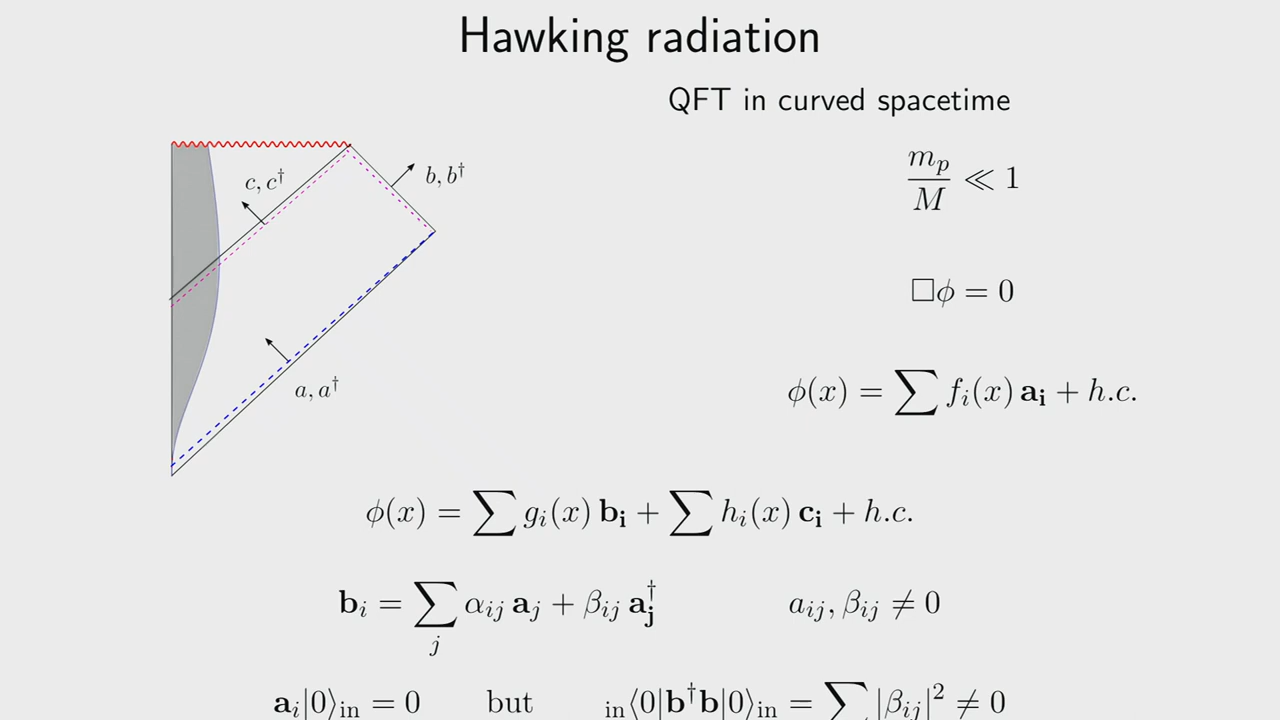 Hawking radiation
QFT in curved spacetime
c, c†
b, b†
a, a†
m_p/M ≪ 1
□ϕ = 0
ϕ(x) = ∑ f_i(x) a_i + h.c.
ϕ(x) = ∑ g_i(x) b_i + ∑ h_i(x) c_i + h.c.
b_i = ∑_j α_ij a_j + β_ij a_j† a_ij, β_ij ≠ 0
a_i|0⟩_in = 0 but _in⟨0|b†b|0⟩_in = ∑ |β_ij|² ≠ 0